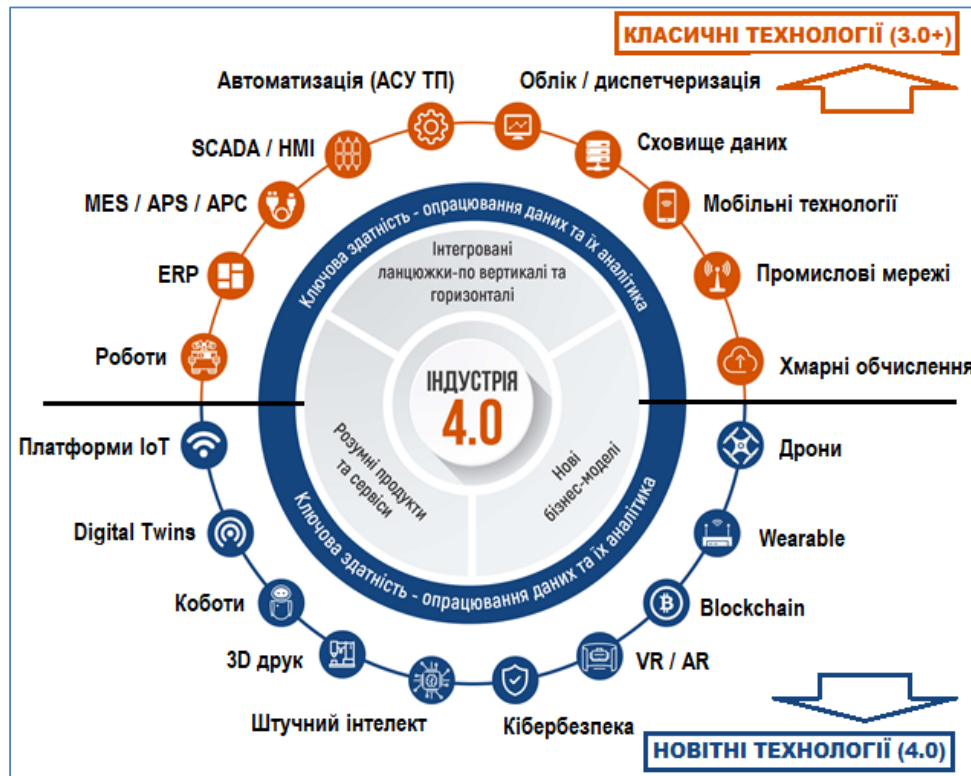 КЛАСИЧНІ ТЕХНОЛОГІЇ (3.0+)
Автоматизація (АСУ ТП)
Облік / диспетчеризація
SCADA / HMI
Сховище даних
MES / APS / APC
Мобільні технології
ERP
Промислові мережі
Роботи
Хмарні обчислення
Ключова здатність - опрацювання даних та їх аналітика
Інтегровані
ланцюжки-по вертикалі та
горизонталі
ІНДУСТРІЯ
4.0
Розумні продукти
та сервіси
Нові
бізнес-моделі
Ключова здатність - опрацювання даних та їх аналітика
Платформи IoT
Дрони
Digital Twins
Wearable
Коботи
Blockchain
3D друк
VR / AR
Штучний інтелект
Кібербезпека
НОВІТНІ ТЕХНОЛОГІЇ (4.0)